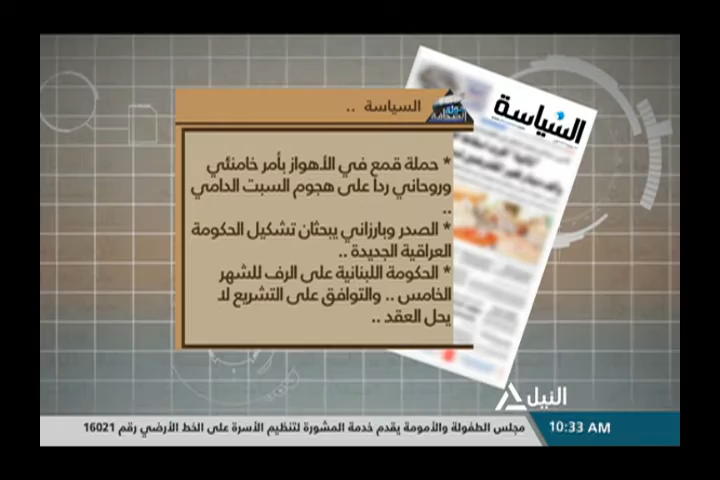 السياسة ..
حول الصحافة
السياسة
* حملة قمع في الأهواز بأمر خامنئي
وروحاني ردا على هجوم السبت الدامي
..
* الصدر وبارزاني يبحثان تشكيل الحكومة
العراقية الجديدة ..
* الحكومة اللبنانية على الرف للشهر
الخامس .. والتوافق على التشريع لا
يحل العقد ..
النيل
مجلس الطفولة والأمومة يقدم خدمة المشورة لتنظيم الأسرة على الخط الأرضي رقم 16021
10:33 AM